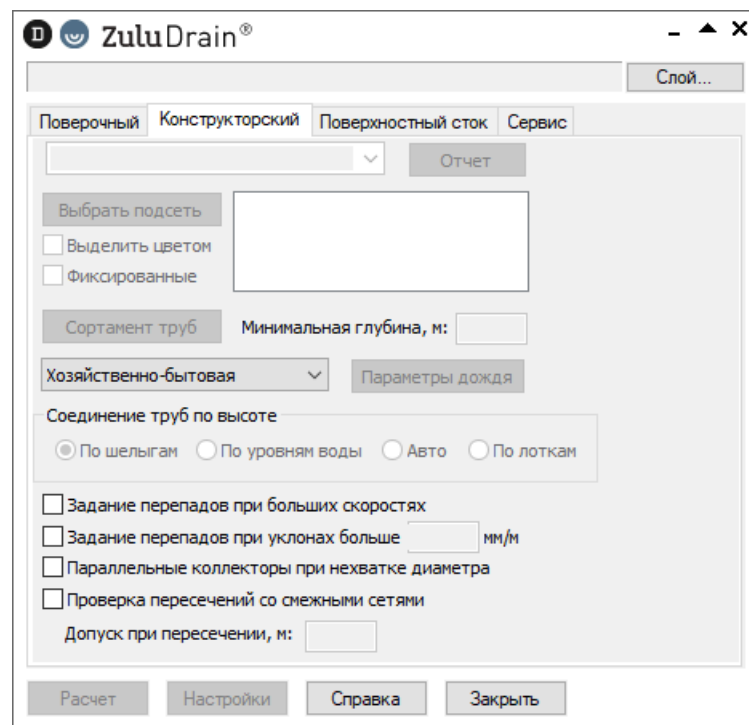 D ZuluDrain®
Слой...
Поверочный Конструкторский Поверхностный сток Сервис
Отчет
Выбрать подсеть
Выделить цветом
Фиксированные
Сортамент труб Минимальная глубина, м:
Хозяйственно-бытовая Параметры дождя
Соединение труб по высоте
По шелыгам По уровням воды Авто По лоткам
Задание перепадов при больших скоростях
Задание перепадов при уклонах больше мм/м
Параллельные коллекторы при нехватке диаметра
Проверка пересечений со смежными сетями
Допуск при пересечении, м:
Расчет Настройки Справка Закрыть